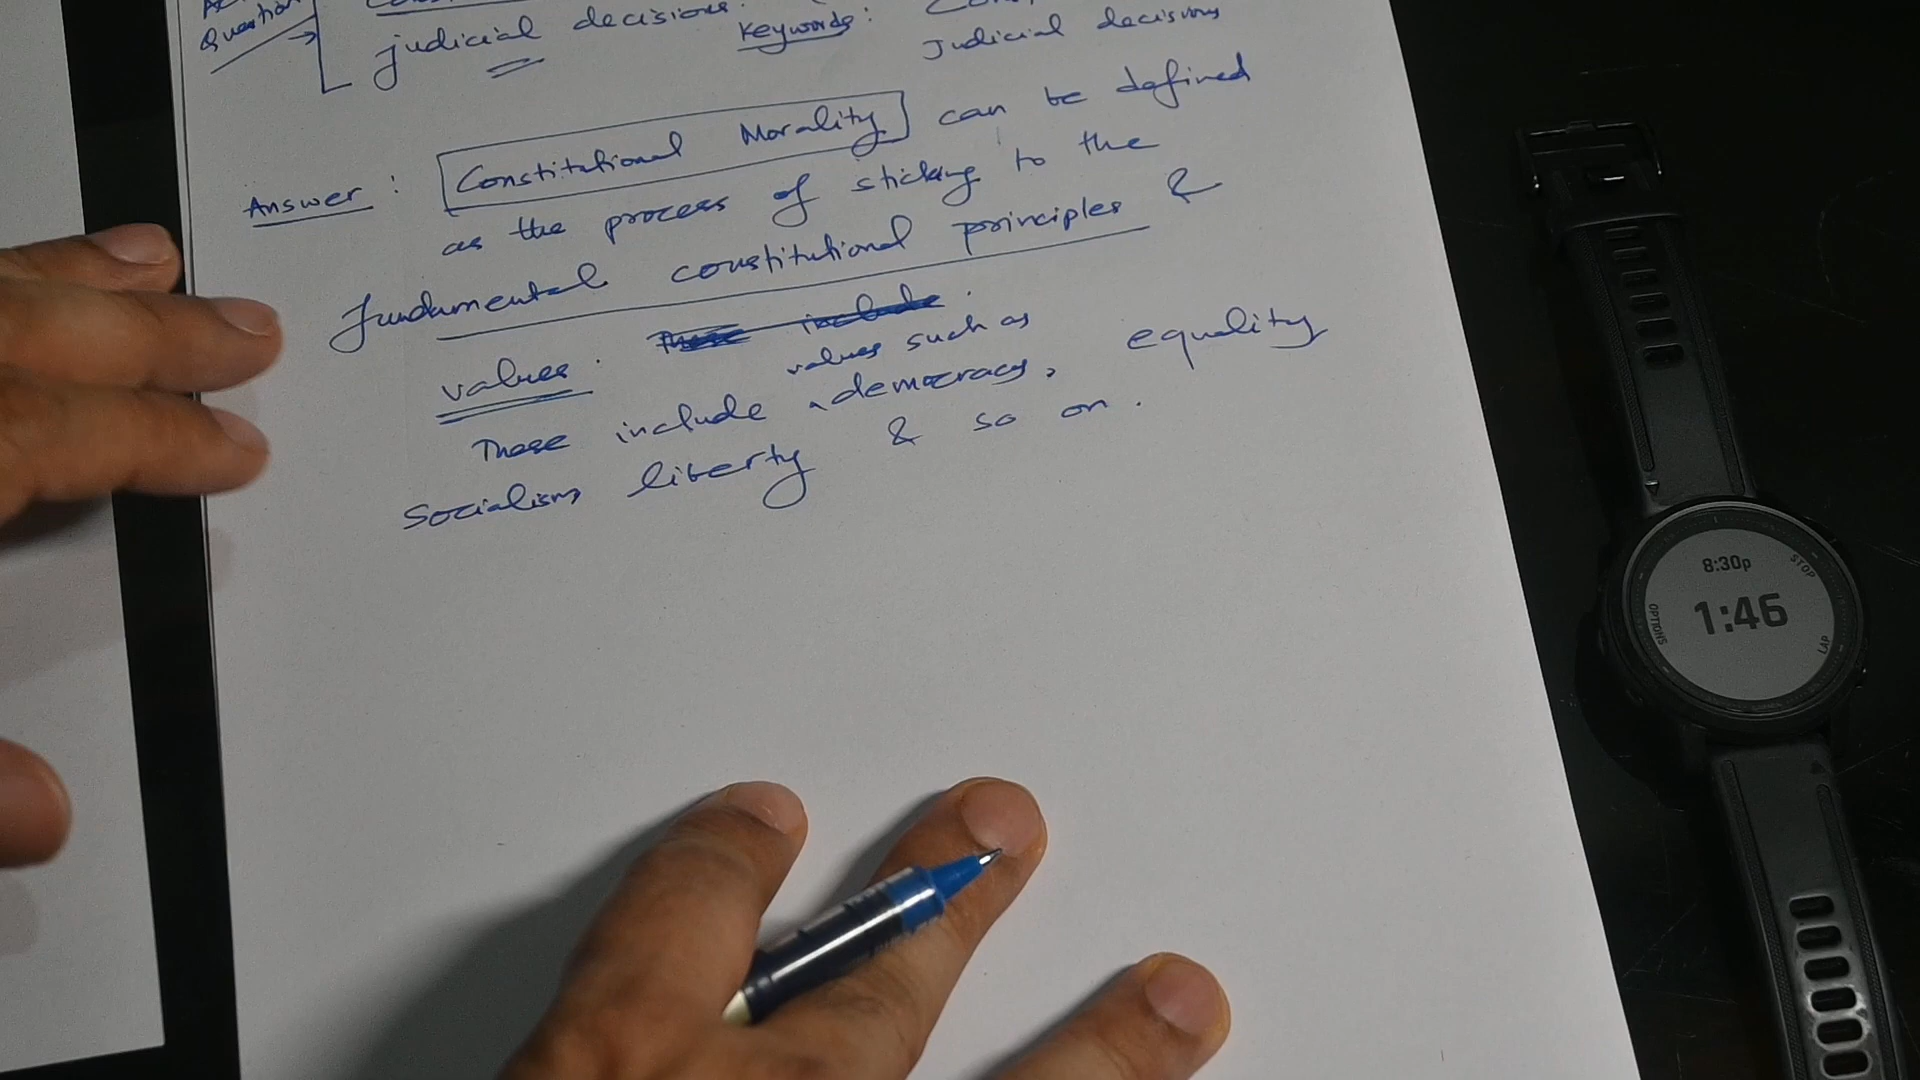 Question
judicial decisions.
Keywords:
Judicial decisions
Answer: Constitutional Morality can be defined
as the process of sticking to the
fundamental constitutional principles &
values. These include.
values such as
These include democracy, equality
Socialism liberty & so on.
8:30p
1:46
STOP
OPTIONS
LAP